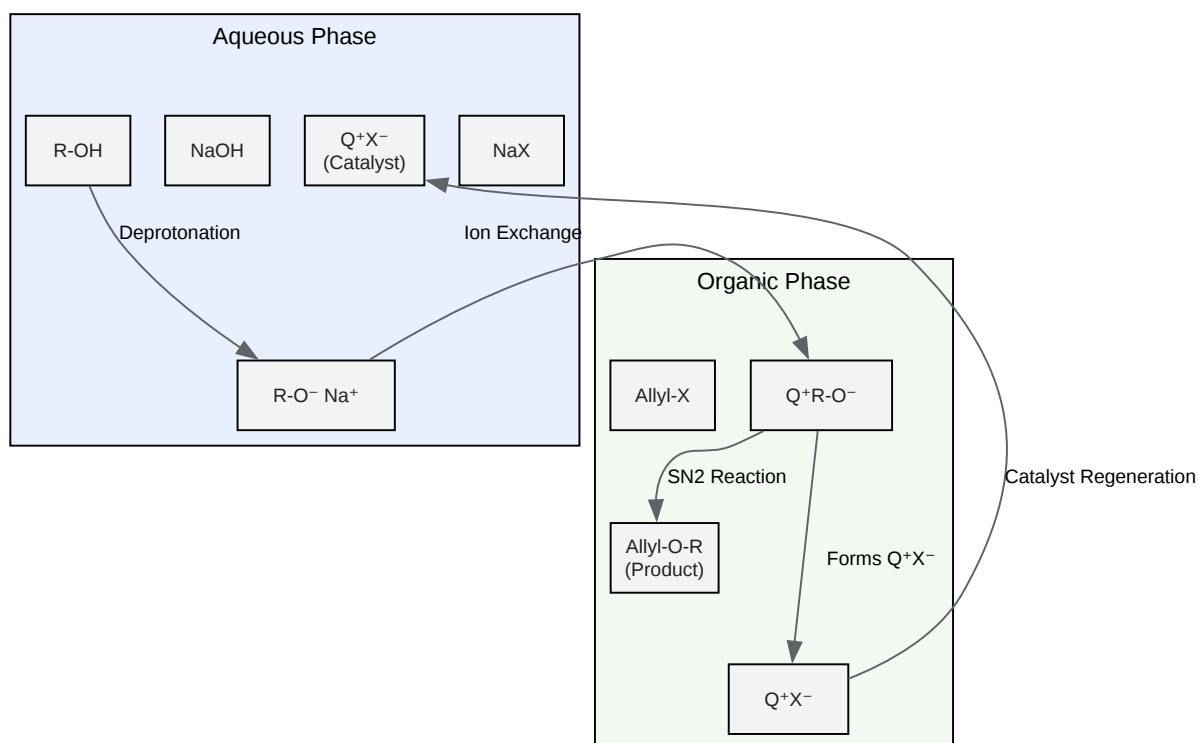 Aqueous Phase
R-OH
NaOH
Q⁺X⁻
(Catalyst)
NaX
Deprotonation
Ion Exchange
Organic Phase
R-O⁻ Na⁺
Allyl-X
Q⁺R-O⁻
SN2 Reaction
Catalyst Regeneration
Allyl-O-R
(Product)
Forms Q⁺X⁻
Q⁺X⁻